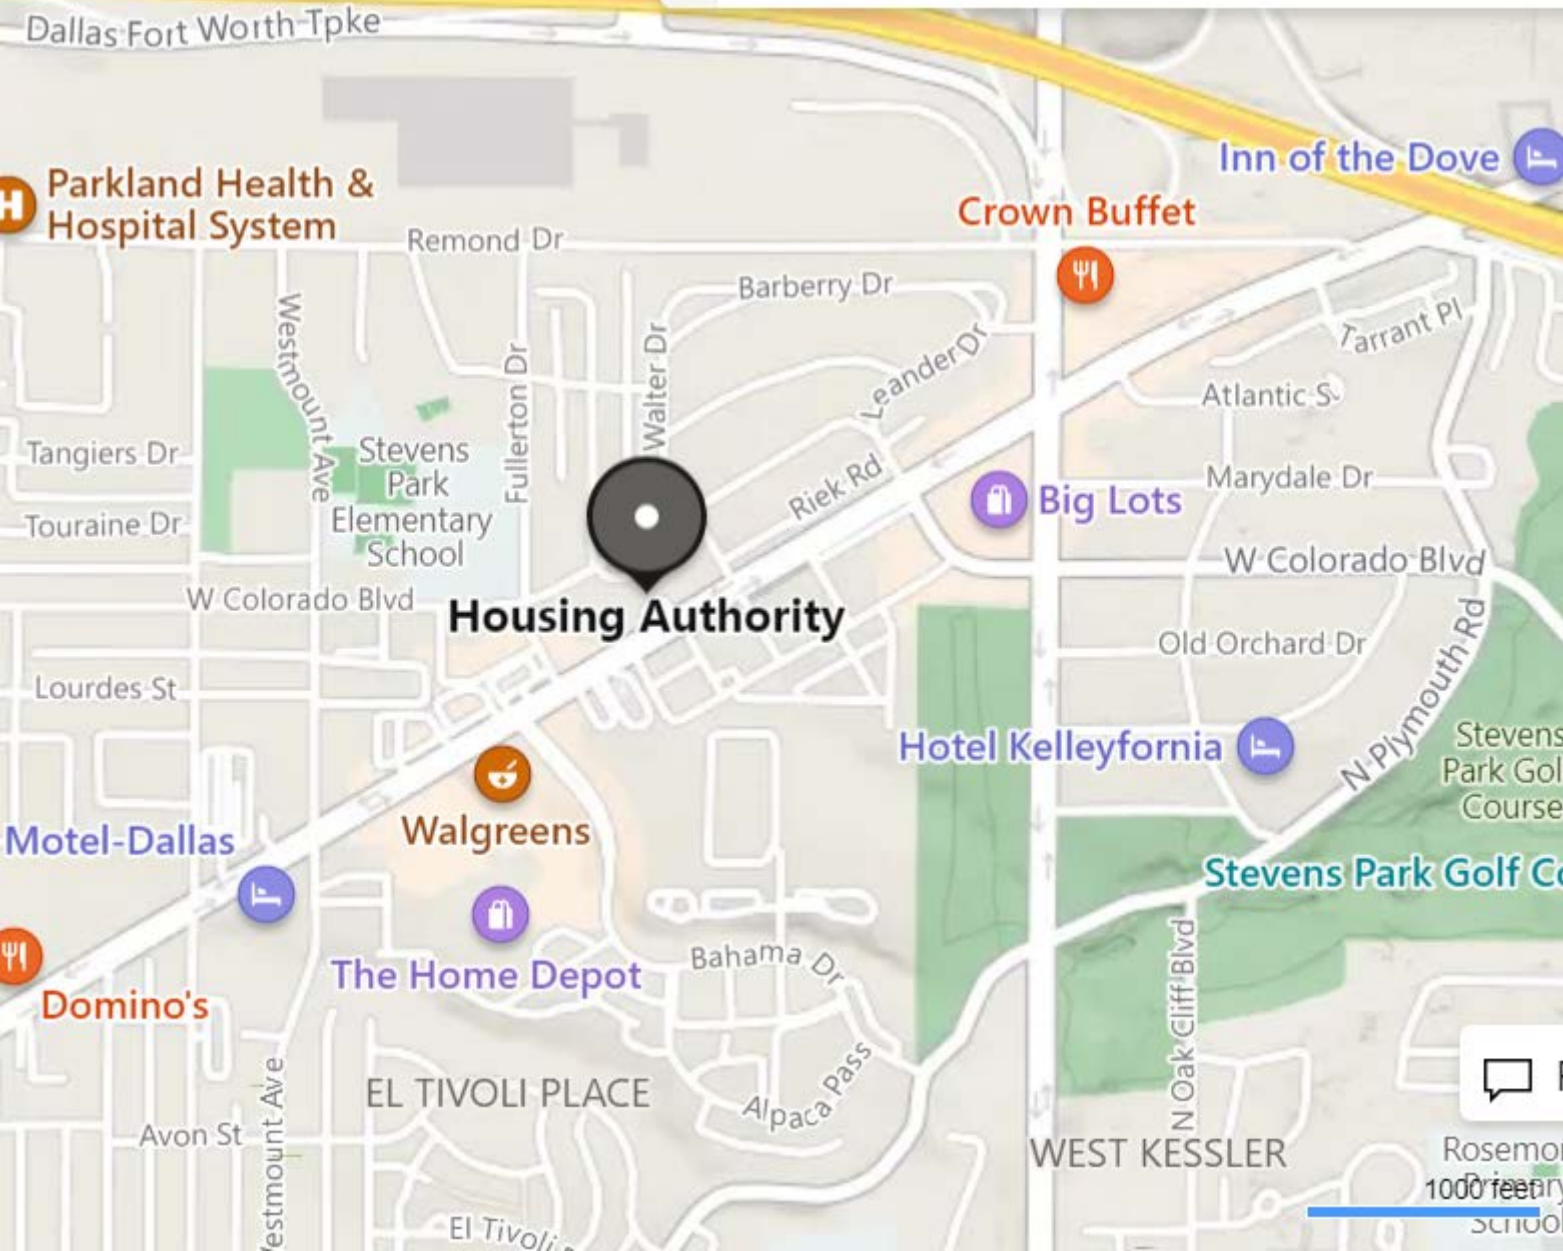 Dallas Fort Worth Tpke
Inn of the Dove
Parkland Health &
Hospital System
Crown Buffet
Remond Dr
Barberry Dr
Westmount Ave
Fullerton Dr
Walter Dr
Leander Dr
Tarrant Pl
Atlantic S
Tangiers Dr
Stevens
Park
Elementary
School
Riek Rd
Big Lots
Marydale Dr
Touraine Dr
W Colorado Blvd
W Colorado Blvd
Housing Authority
Old Orchard Dr
N Plymouth Rd
Lourdes St
Hotel Kelleyfornia
Stevens
Park Gol
Course
Motel-Dallas
Walgreens
Stevens Park Golf Co
The Home Depot
Bahama Dr
N Oak Cliff Blvd
Domino's
Alpaca Pass
EL TIVOLI PLACE
Avon St
estmount Ave
WEST KESSLER
Rosemo
1000 feet
School
El Tivoli